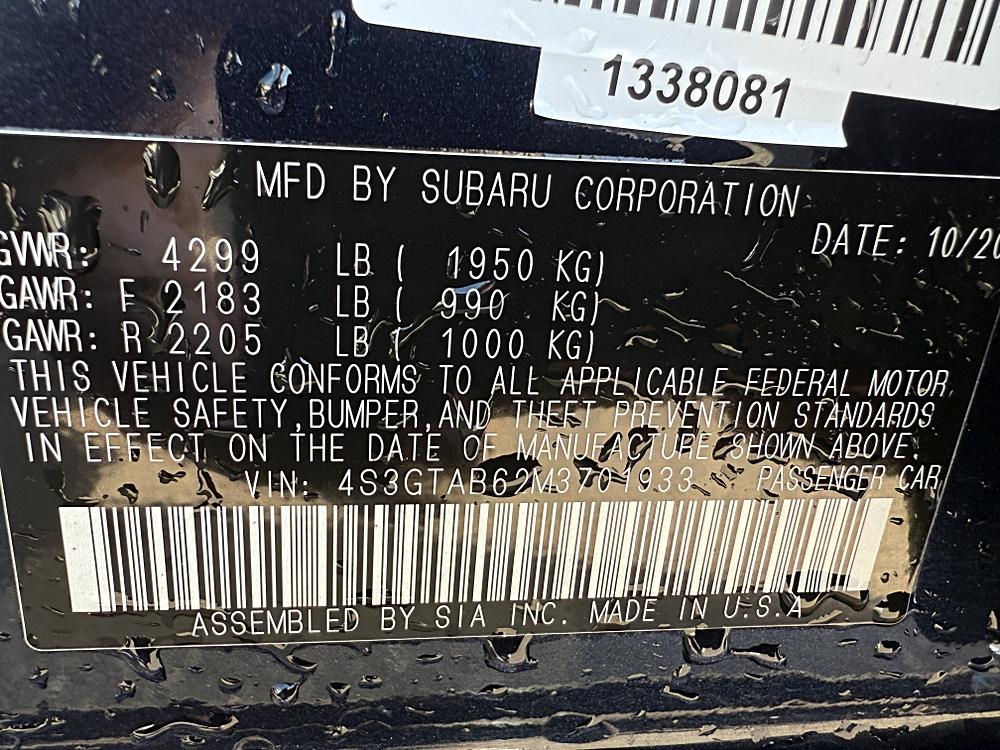 1338081
MFD BY SUBARU CORPORATION
DATE: 10/20
GVWR: 4299 LB ( 1950 KG)
GAWR: F 2183 LB ( 990 KG)
GAWR: R 2205 LB ( 1000 KG)
THIS VEHICLE CONFORMS TO ALL APPLICABLE FEDERAL MOTOR
VEHICLE SAFETY,BUMPER,AND THEFT PREVENTION STANDARDS
IN EFFECT ON THE DATE OF MANUFACTURE SHOWN ABOVE.
VIN: 4S3GTAB62M3701933 PASSENGER CAR
ASSEMBLED BY SIA INC. MADE IN U.S.A